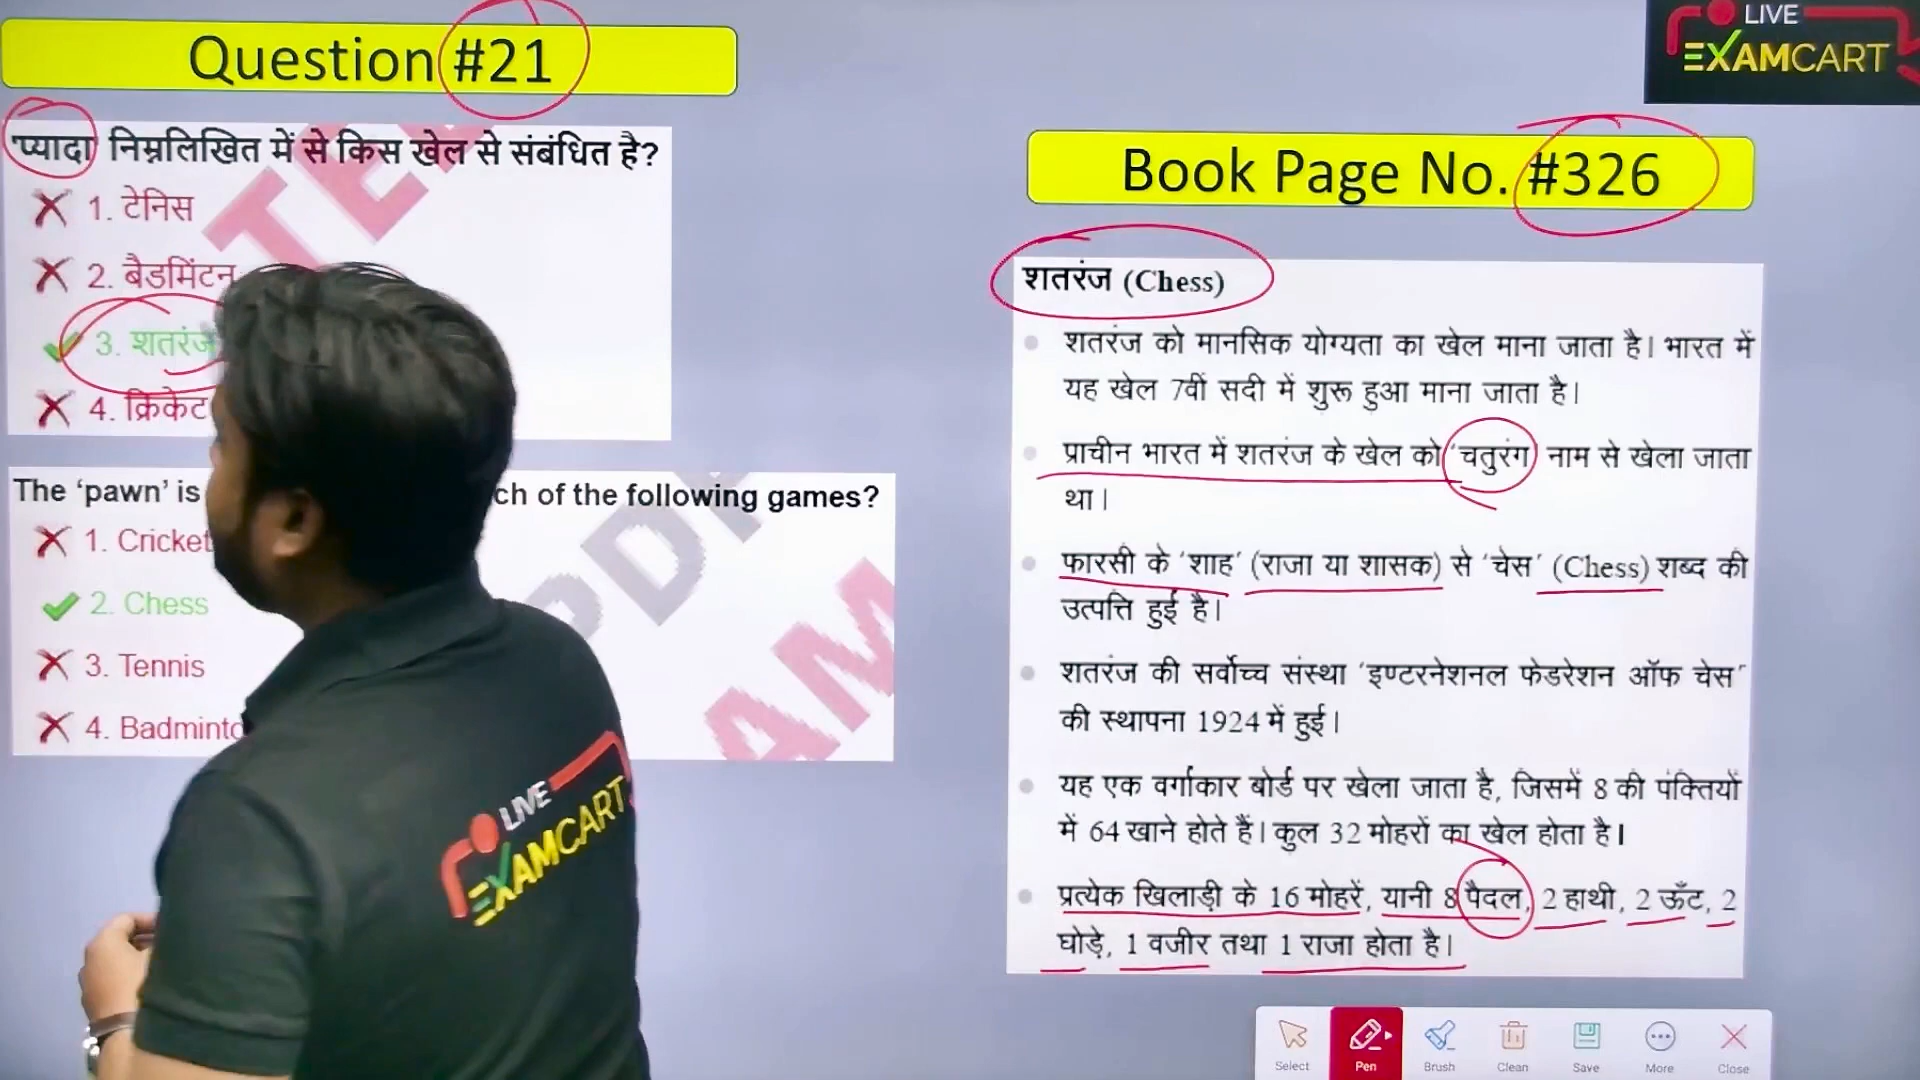 Question #21
'प्यादा' निम्नलिखित में से किस खेल से संबंधित है?
1. टेनिस
2. बैडमिंटन
3. शतरंज
4. क्रिकेट
The ‘pawn’ is ch of the following games?
1. Cricket
2. Chess
3. Tennis
4. Badminto
LIVE
EXAMCART
LIVE
EXAMCART
Book Page No. #326
शतरंज (Chess)
शतरंज को मानसिक योग्यता का खेल माना जाता है। भारत में
यह खेल 7वीं सदी में शुरू हुआ माना जाता है।
प्राचीन भारत में शतरंज के खेल को ‘चतुरंग’ नाम से खेला जाता
था।
फारसी के ‘शाह’ (राजा या शासक) से ‘चेस’ (Chess) शब्द की
उत्पत्ति हुई है।
शतरंज की सर्वोच्च संस्था ‘इण्टरनेशनल फेडरेशन ऑफ चेस’
की स्थापना 1924 में हुई।
यह एक वर्गाकार बोर्ड पर खेला जाता है, जिसमें 8 की पंक्तियों
में 64 खाने होते हैं। कुल 32 मोहरों का खेल होता है।
प्रत्येक खिलाड़ी के 16 मोहरें, यानी 8 पैदल, 2 हाथी, 2 ऊँट, 2
घोड़े, 1 वजीर तथा 1 राजा होता है।
Select Pen Brush Clean Save More Close